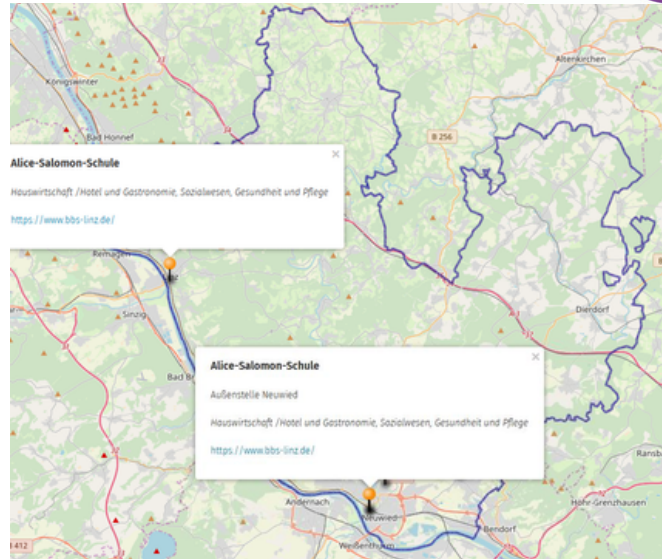 Altenkirchen
Königswinter
B 256
Bad Honnef
Alice-Salomon-Schule
Hauswirtschaft /Hotel und Gastronomie, Sozialwesen, Gesundheit und Pflege
https://www.bbs-linz.de/
Remagen
Sinzig
Dierdorf
Alice-Salomon-Schule
Außenstelle Neuwied
Hauswirtschaft /Hotel und Gastronomie, Sozialwesen, Gesundheit und Pflege
https://www.bbs-linz.de/
Bad Br
Ransba
Andernach
Höhr-Grenzhausen
Neuwied
Bendorf
Weißenthurm
B 412